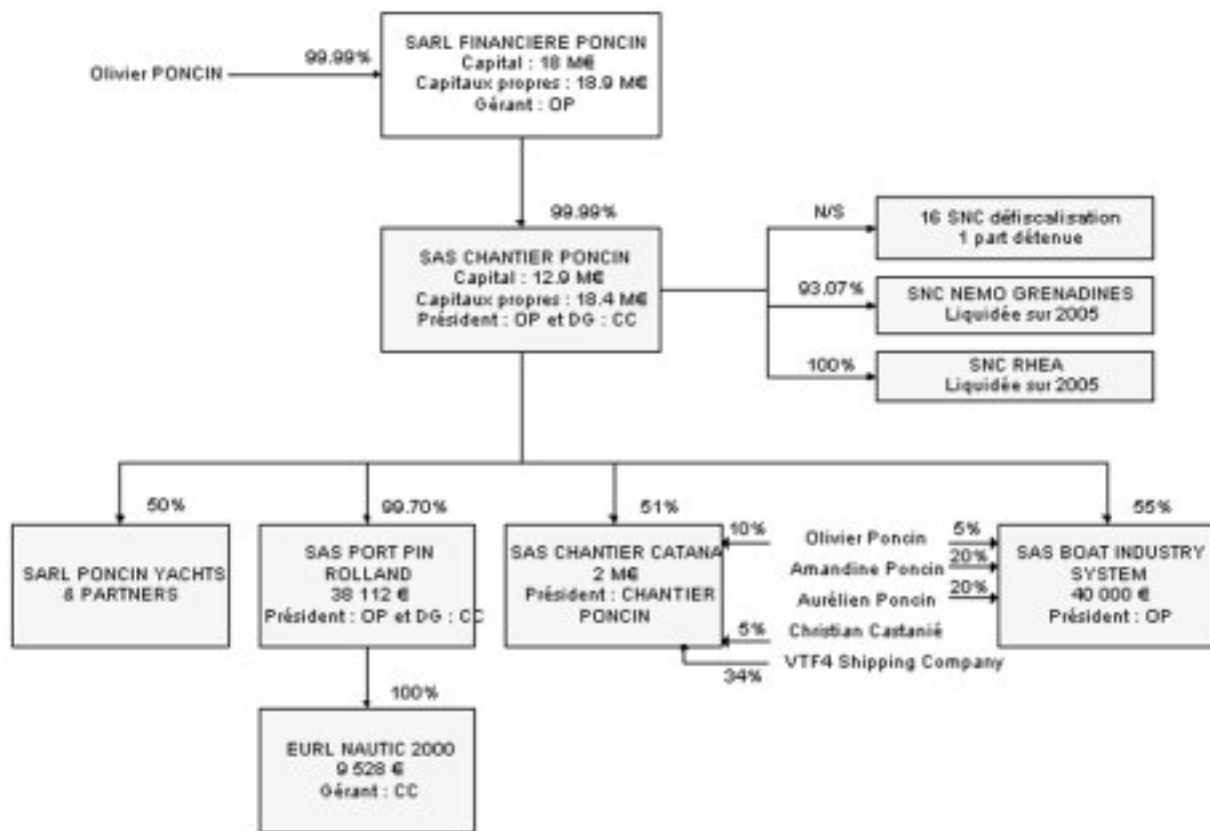 99.99%
Olivier PONCIN
SARL FINANCIERE PONCIN
Capital : 18 M€
Capitaux propres : 18.9 M€
Gérant : OP
99.99%
SAS CHANTIER PONCIN
Capital : 12.9 M€
Capitaux propres : 18.4 M€
Président : OP et DG : CC
N/S
16 SNC défiscalisation
1 part détenue
93.07%
SNC NEMO GRENADINES
Liquidée sur 2005
100%
SNC RHEA
Liquidée sur 2005
50%
SARL PONCIN YACHTS
& PARTNERS
99.70%
SAS PORT PIN
ROLLAND
38 112 €
Président : OP et DG : CC
51%
SAS CHANTIER CATANA
2 M€
Président : CHANTIER
PONCIN
10%
Olivier Poncin
5%
Amandine Poncin
20%
Aurélien Poncin
20%
5%
Christian Castanié
VTF4 Shipping Company
34%
55%
SAS BOAT INDUSTRY
SYSTEM
40 000 €
Président : OP
100%
EURL NAUTIC 2000
9 528 €
Gérant : CC